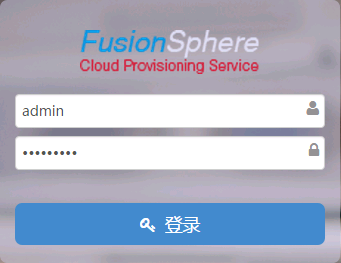 FusionSphere
Cloud Provisioning Service
admin
•••••••••
登录